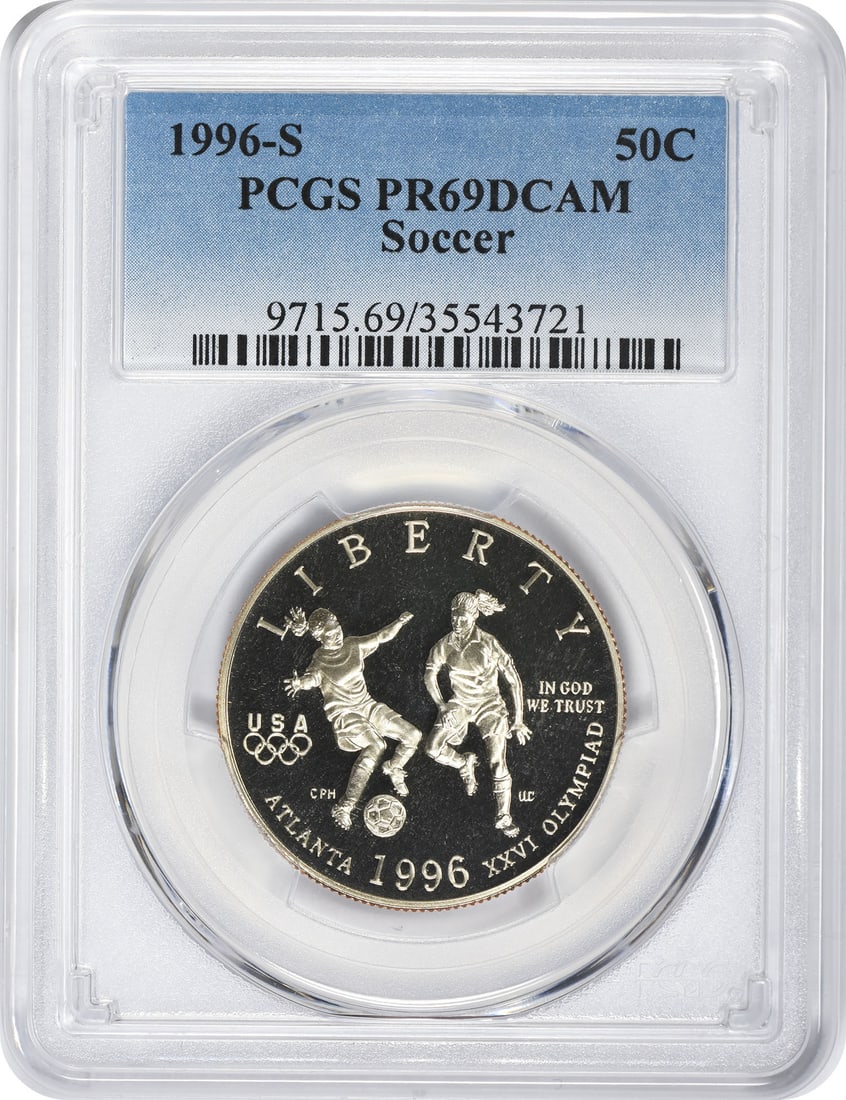 1996-S 50C
PCGS PR69DCAM
Soccer
9715.69/35543721
LIBERTY
IN GOD
WE TRUST
USA
CPH
ATLANTA 1996 XXVI OLYMPIAD